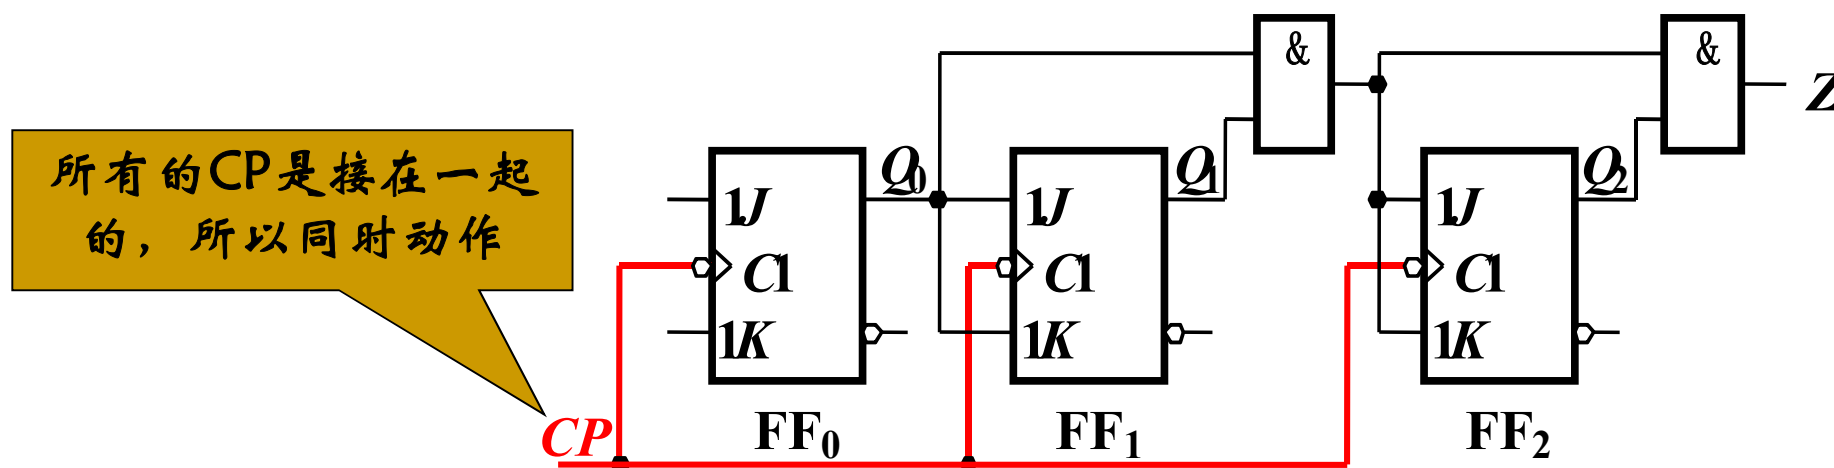 & &
Z
所有的CP是接在一起
的，所以同时动作
Q0 Q1 Q2
1J 1J 1J
C1 C1 C1
1K 1K 1K
CP FF0 FF1 FF2